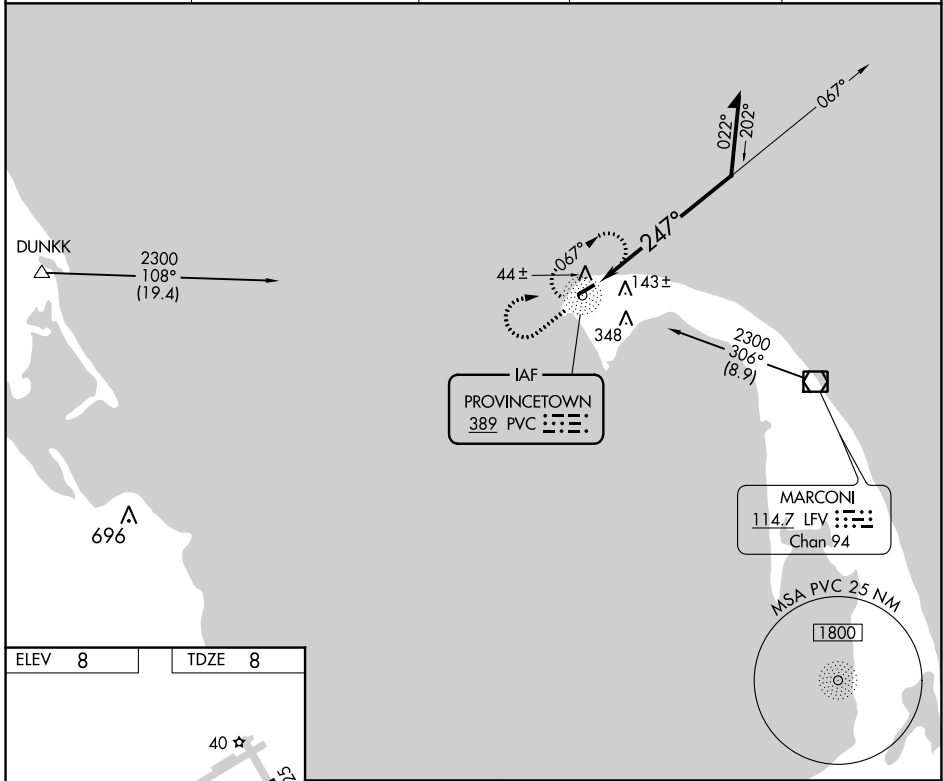 067°
022°
202°
247°
DUNKK
2300
108°
(19.4)
067°
44±
143±
348
2300
306°
(8.9)
IAF
PROVINCETOWN
389 PVC
MARCONI
114.7 LFV
Chan 94
696
MSA PVC 25 NM
1800
ELEV 8
TDZE 8
40
25